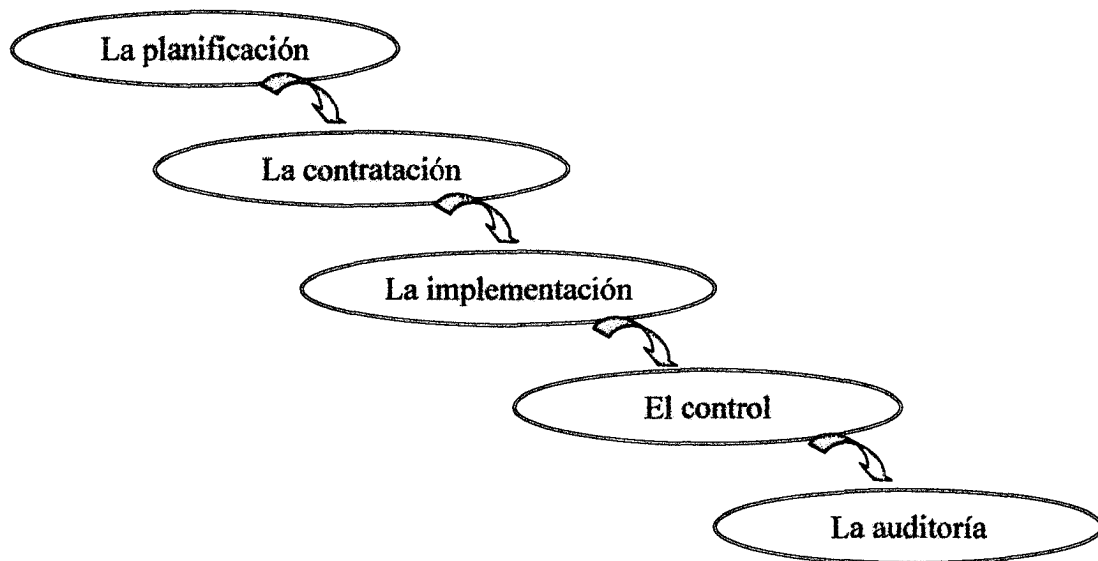 La planificación
La contratación
La implementación
El control
La auditoría